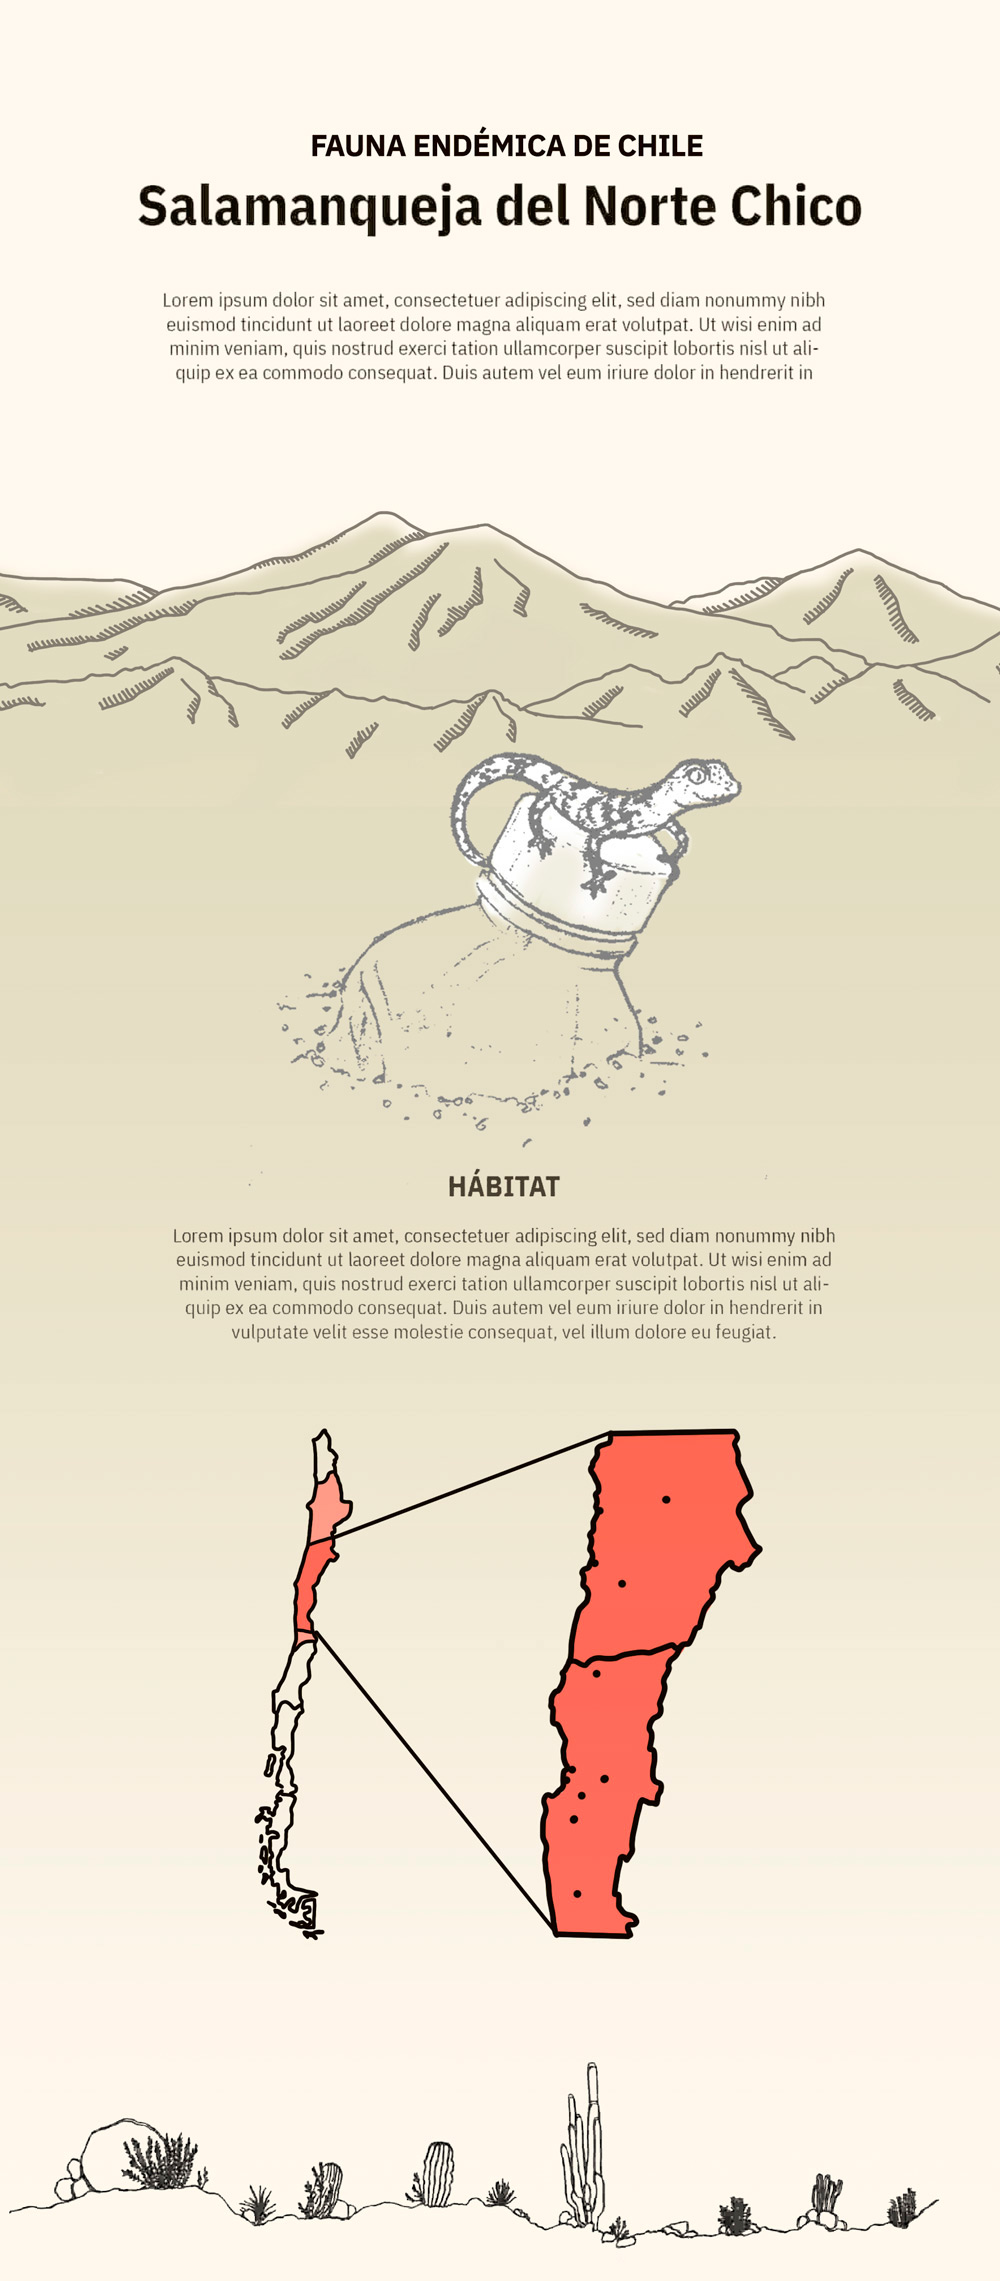 FAUNA ENDÉMICA DE CHILE
Salamanqueja del Norte Chico
Lorem ipsum dolor sit amet, consectetuer adipiscing elit, sed diam nonummy nibh
euismod tincidunt ut laoreet dolore magna aliquam erat volutpat. Ut wisi enim ad
minim veniam, quis nostrud exerci tation ullamcorper suscipit lobortis nisl ut ali-
quip ex ea commodo consequat. Duis autem vel eum iriure dolor in hendrerit in
HÁBITAT
Lorem ipsum dolor sit amet, consectetuer adipiscing elit, sed diam nonummy nibh
euismod tincidunt ut laoreet dolore magna aliquam erat volutpat. Ut wisi enim ad
minim veniam, quis nostrud exerci tation ullamcorper suscipit lobortis nisl ut ali-
quip ex ea commodo consequat. Duis autem vel eum iriure dolor in hendrerit in
vulputate velit esse molestie consequat, vel illum dolore eu feugiat.